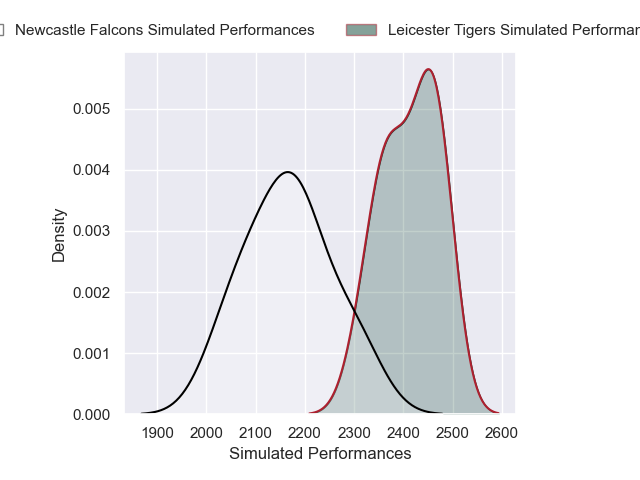 Newcastle Falcons Simulated Performances
Leicester Tigers Simulated
0.005
0.004
0.003
0.002
0.001
0.000
Density
1900 2000 2100 2200 2300 2400 2500 2600
Simulated Performances